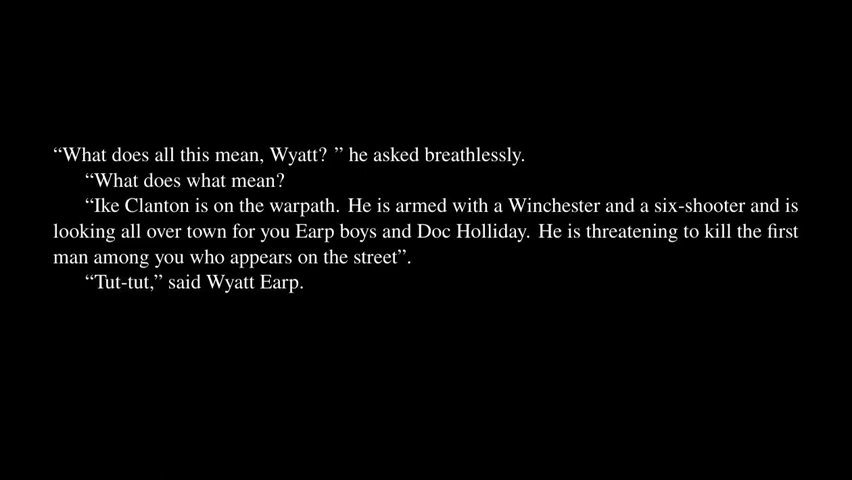 “What does all this mean, Wyatt? ” he asked breathlessly.
“What does what mean?
“Ike Clanton is on the warpath. He is armed with a Winchester and a six-shooter and is
looking all over town for you Earp boys and Doc Holliday. He is threatening to kill the first
man among you who appears on the street”.
“Tut-tut,” said Wyatt Earp.